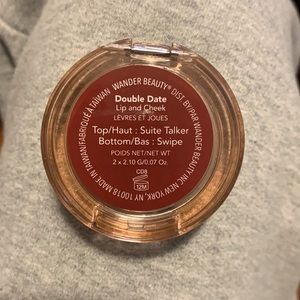 WANDER BEAUTY® DIST. BY/PAR WANDER BEAUTY INC NEW YORK, NY 10018 MADE IN TAIWAN/FABRIQUÉ À TAIWAN
Double Date
Lip and Cheek
LÈVRES ET JOUES
Top/Haut : Suite Talker
Bottom/Bas : Swipe
POIDS NET/NET WT
2 x 2.10 G/0.07 Oz.
CD8
12M